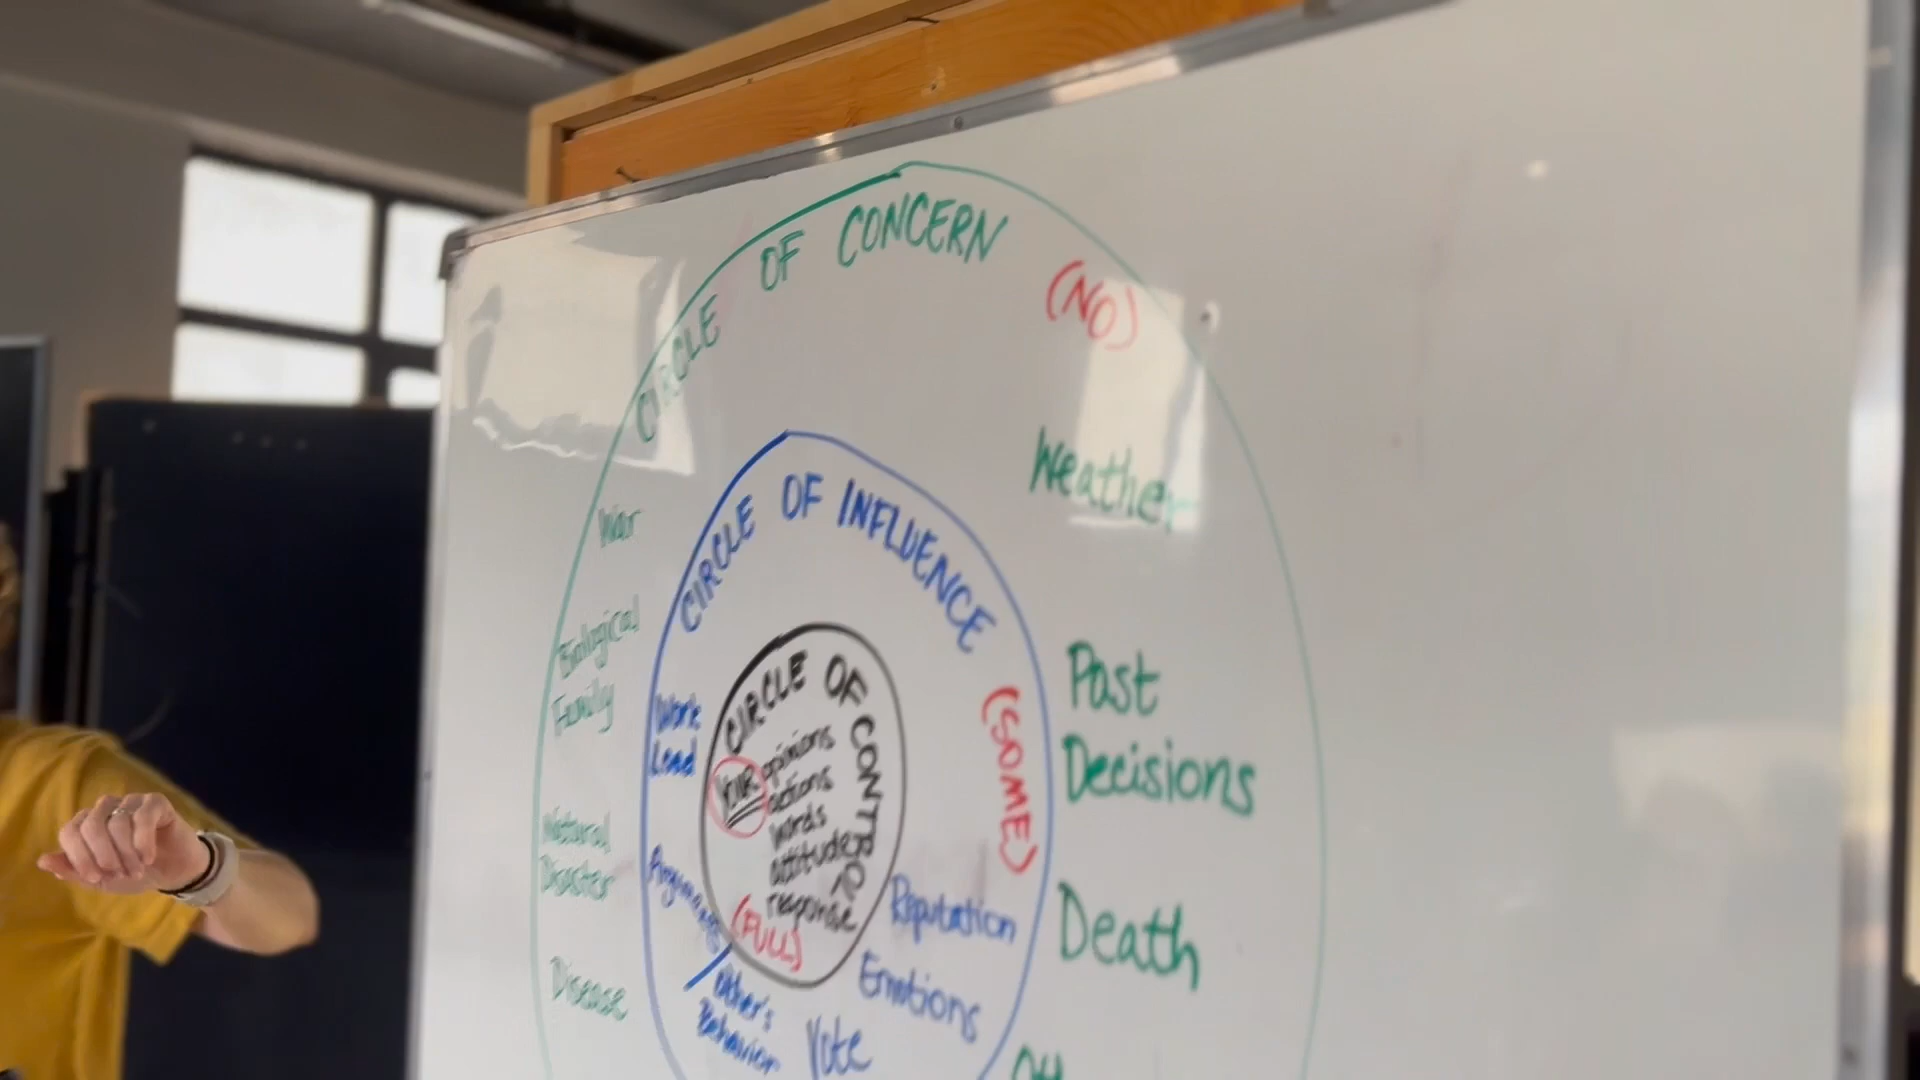 CIRCLE OF CONCERN
(NO)
Weather
War
Biological
Family
Natural
Disaster
Disease
Past
Decisions
Death
CIRCLE OF INFLUENCE
(SOME)
Work
Load
Reputation
Emotions
Other's
Behavior
Vote
CIRCLE OF CONTROL
YOUR
opinions
actions
words
attitude
response
(FULL)